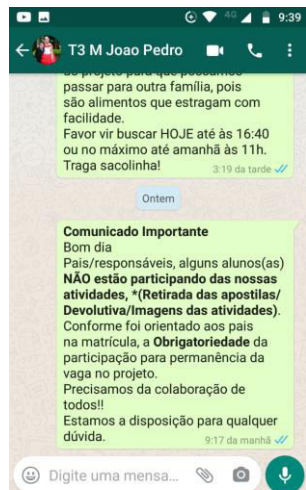 4G 9:39
T3 M Joao Pedro
ao projeto para que possamos
passar para outra família, pois
são alimentos que estragam com
facilidade.
Favor vir buscar HOJE até às 16:40
ou no máximo até amanhã às 11h.
Traga sacolinha!
3:19 da tarde
Ontem
Comunicado Importante
Bom dia
Pais/responsáveis, alguns alunos(as)
NÃO estão participando das nossas
atividades, *(Retirada das apostilas/
Devolutiva/Imagens das atividades).
Conforme foi orientado aos pais
na matrícula, a Obrigatoriedade da
participação para permanência da
vaga no projeto.
Precisamos da colaboração de
todos!!
Estamos a disposição para qualquer
dúvida.
9:17 da manhã
Digite uma mensa...